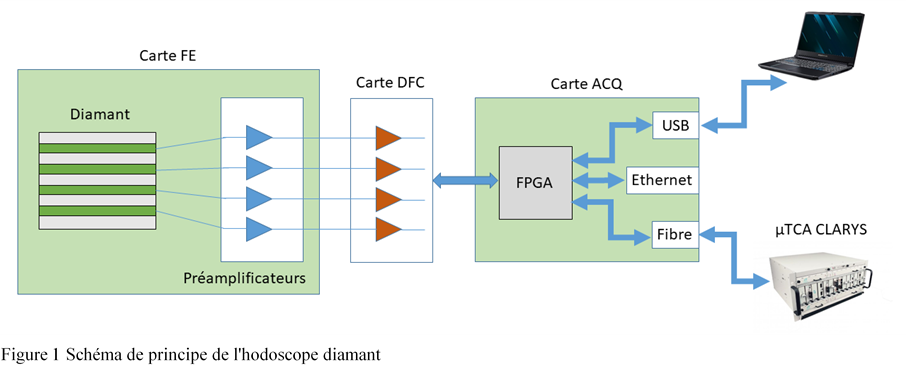 Carte FE
Carte DFC
Carte ACQ
Diamant
USB
FPGA
Ethernet
Fibre
µTCA CLARYS
Préamplificateurs
Figure 1 Schéma de principe de l'hodoscope diamant